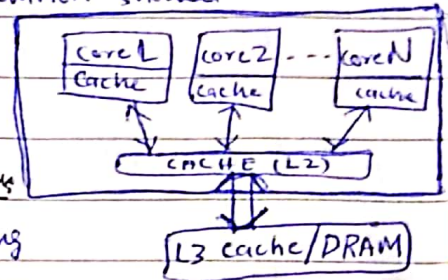 core1 core2 ---- coreN
Cache cache cache
CACHE (L2)
L3 cache/DRAM